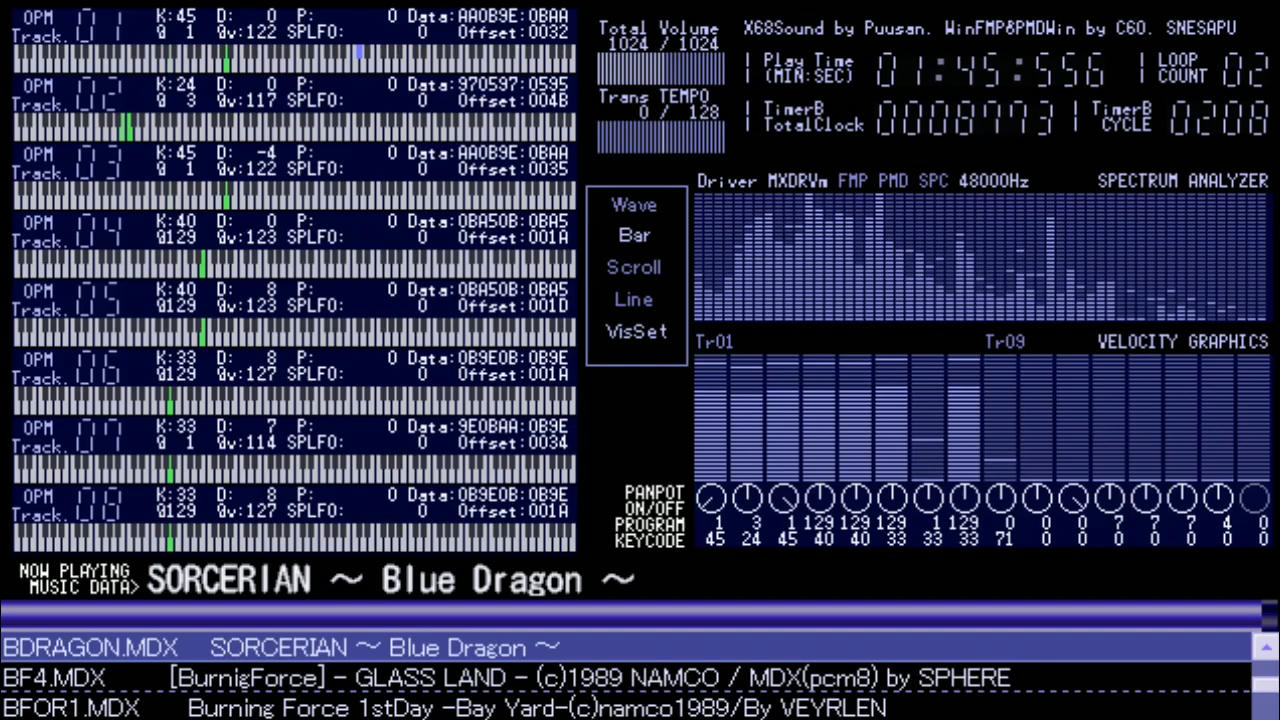 OPM Track. 01 K:45 D: 0 P: 0 Data:AA0B9E:0BAA
@ 1 @v:122 SPLFO: 0 Offset:0032
OPM Track. 02 K:24 D: 0 P: 0 Data:970597:0595
@ 3 @v:117 SPLFO: 0 Offset:004B
OPM Track. 03 K:45 D: -4 P: 0 Data:AA0B9E:0BAA
@ 1 @v:122 SPLFO: 0 Offset:0035
OPM Track. 04 K:40 D: 0 P: 0 Data:0BA50B:0BA5
@129 @v:123 SPLFO: 0 Offset:001A
OPM Track. 05 K:40 D: 8 P: 0 Data:0BA50B:0BA5
@129 @v:123 SPLFO: 0 Offset:001D
OPM Track. 06 K:33 D: 8 P: 0 Data:0B9E0B:0B9E
@129 @v:127 SPLFO: 0 Offset:001A
OPM Track. 07 K:33 D: 7 P: 0 Data:9E0BAA:0B9E
@ 1 @v:114 SPLFO: 0 Offset:0034
OPM Track. 08 K:33 D: 8 P: 0 Data:0B9E0B:0B9E
@129 @v:127 SPLFO: 0 Offset:001A
Total Volume
1024 / 1024
Trans TEMPO
0 / 128
X68Sound by Puusan. WinFMP&PMDWin by C60. SNESAPU
Play Time (MIN:SEC) 01:45:556 LOOP COUNT 02
TimerB TotalClock 0008773 TimerB CYCLE 0208
Driver MXDRVm FMP PMD SPC 48000Hz SPECTRUM ANALYZER
Wave
Bar
Scroll
Line
VisSet
Tr01 Tr09 VELOCITY GRAPHICS
PANPOT
ON/OFF
PROGRAM 1 3 1 129 129 129 1 129 0 0 0 7 7 7 4 0
KEYCODE 45 24 45 40 40 33 33 33 71 0 0 0 0 0 0 0
NOW PLAYING MUSIC DATA> SORCERIAN ～ Blue Dragon ～
BDRAGON.MDX SORCERIAN ～ Blue Dragon ～
BF4.MDX [BurnigForce] - GLASS LAND - (c)1989 NAMCO / MDX(pcm8) by SPHERE
BFOR1.MDX Burning Force 1stDay -Bay Yard-(c)namco1989/By VEYRLEN